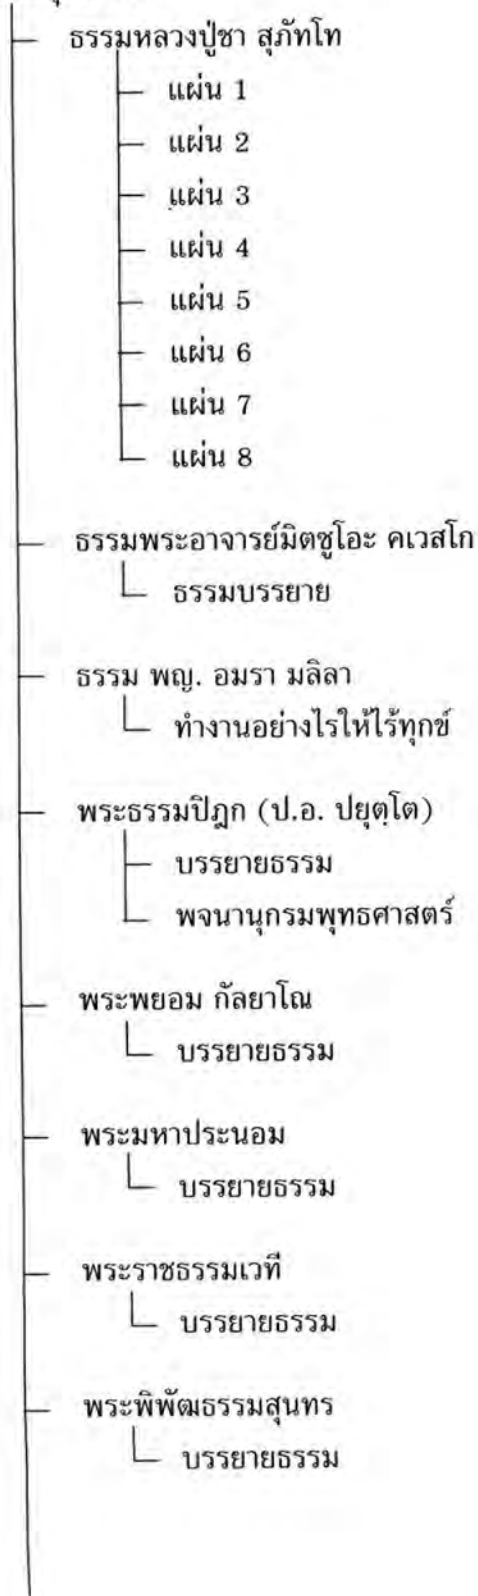 ธรรมหลวงปู่ชา สุภัทโท
แผ่น 1
แผ่น 2
แผ่น 3
แผ่น 4
แผ่น 5
แผ่น 6
แผ่น 7
แผ่น 8
ธรรมพระอาจารย์มิตซูโอะ คเวสโก
ธรรมบรรยาย
ธรรม พญ. อมรา มลิลา
ทำงานอย่างไรให้ไร้ทุกข์
พระธรรมปิฎก (ป.อ. ปยุตฺโต)
บรรยายธรรม
พจนานุกรมพุทธศาสตร์
พระพยอม กัลยาโณ
บรรยายธรรม
พระมหาประนอม
บรรยายธรรม
พระราชธรรมเวที
บรรยายธรรม
พระพิพัฒธรรมสุนทร
บรรยายธรรม